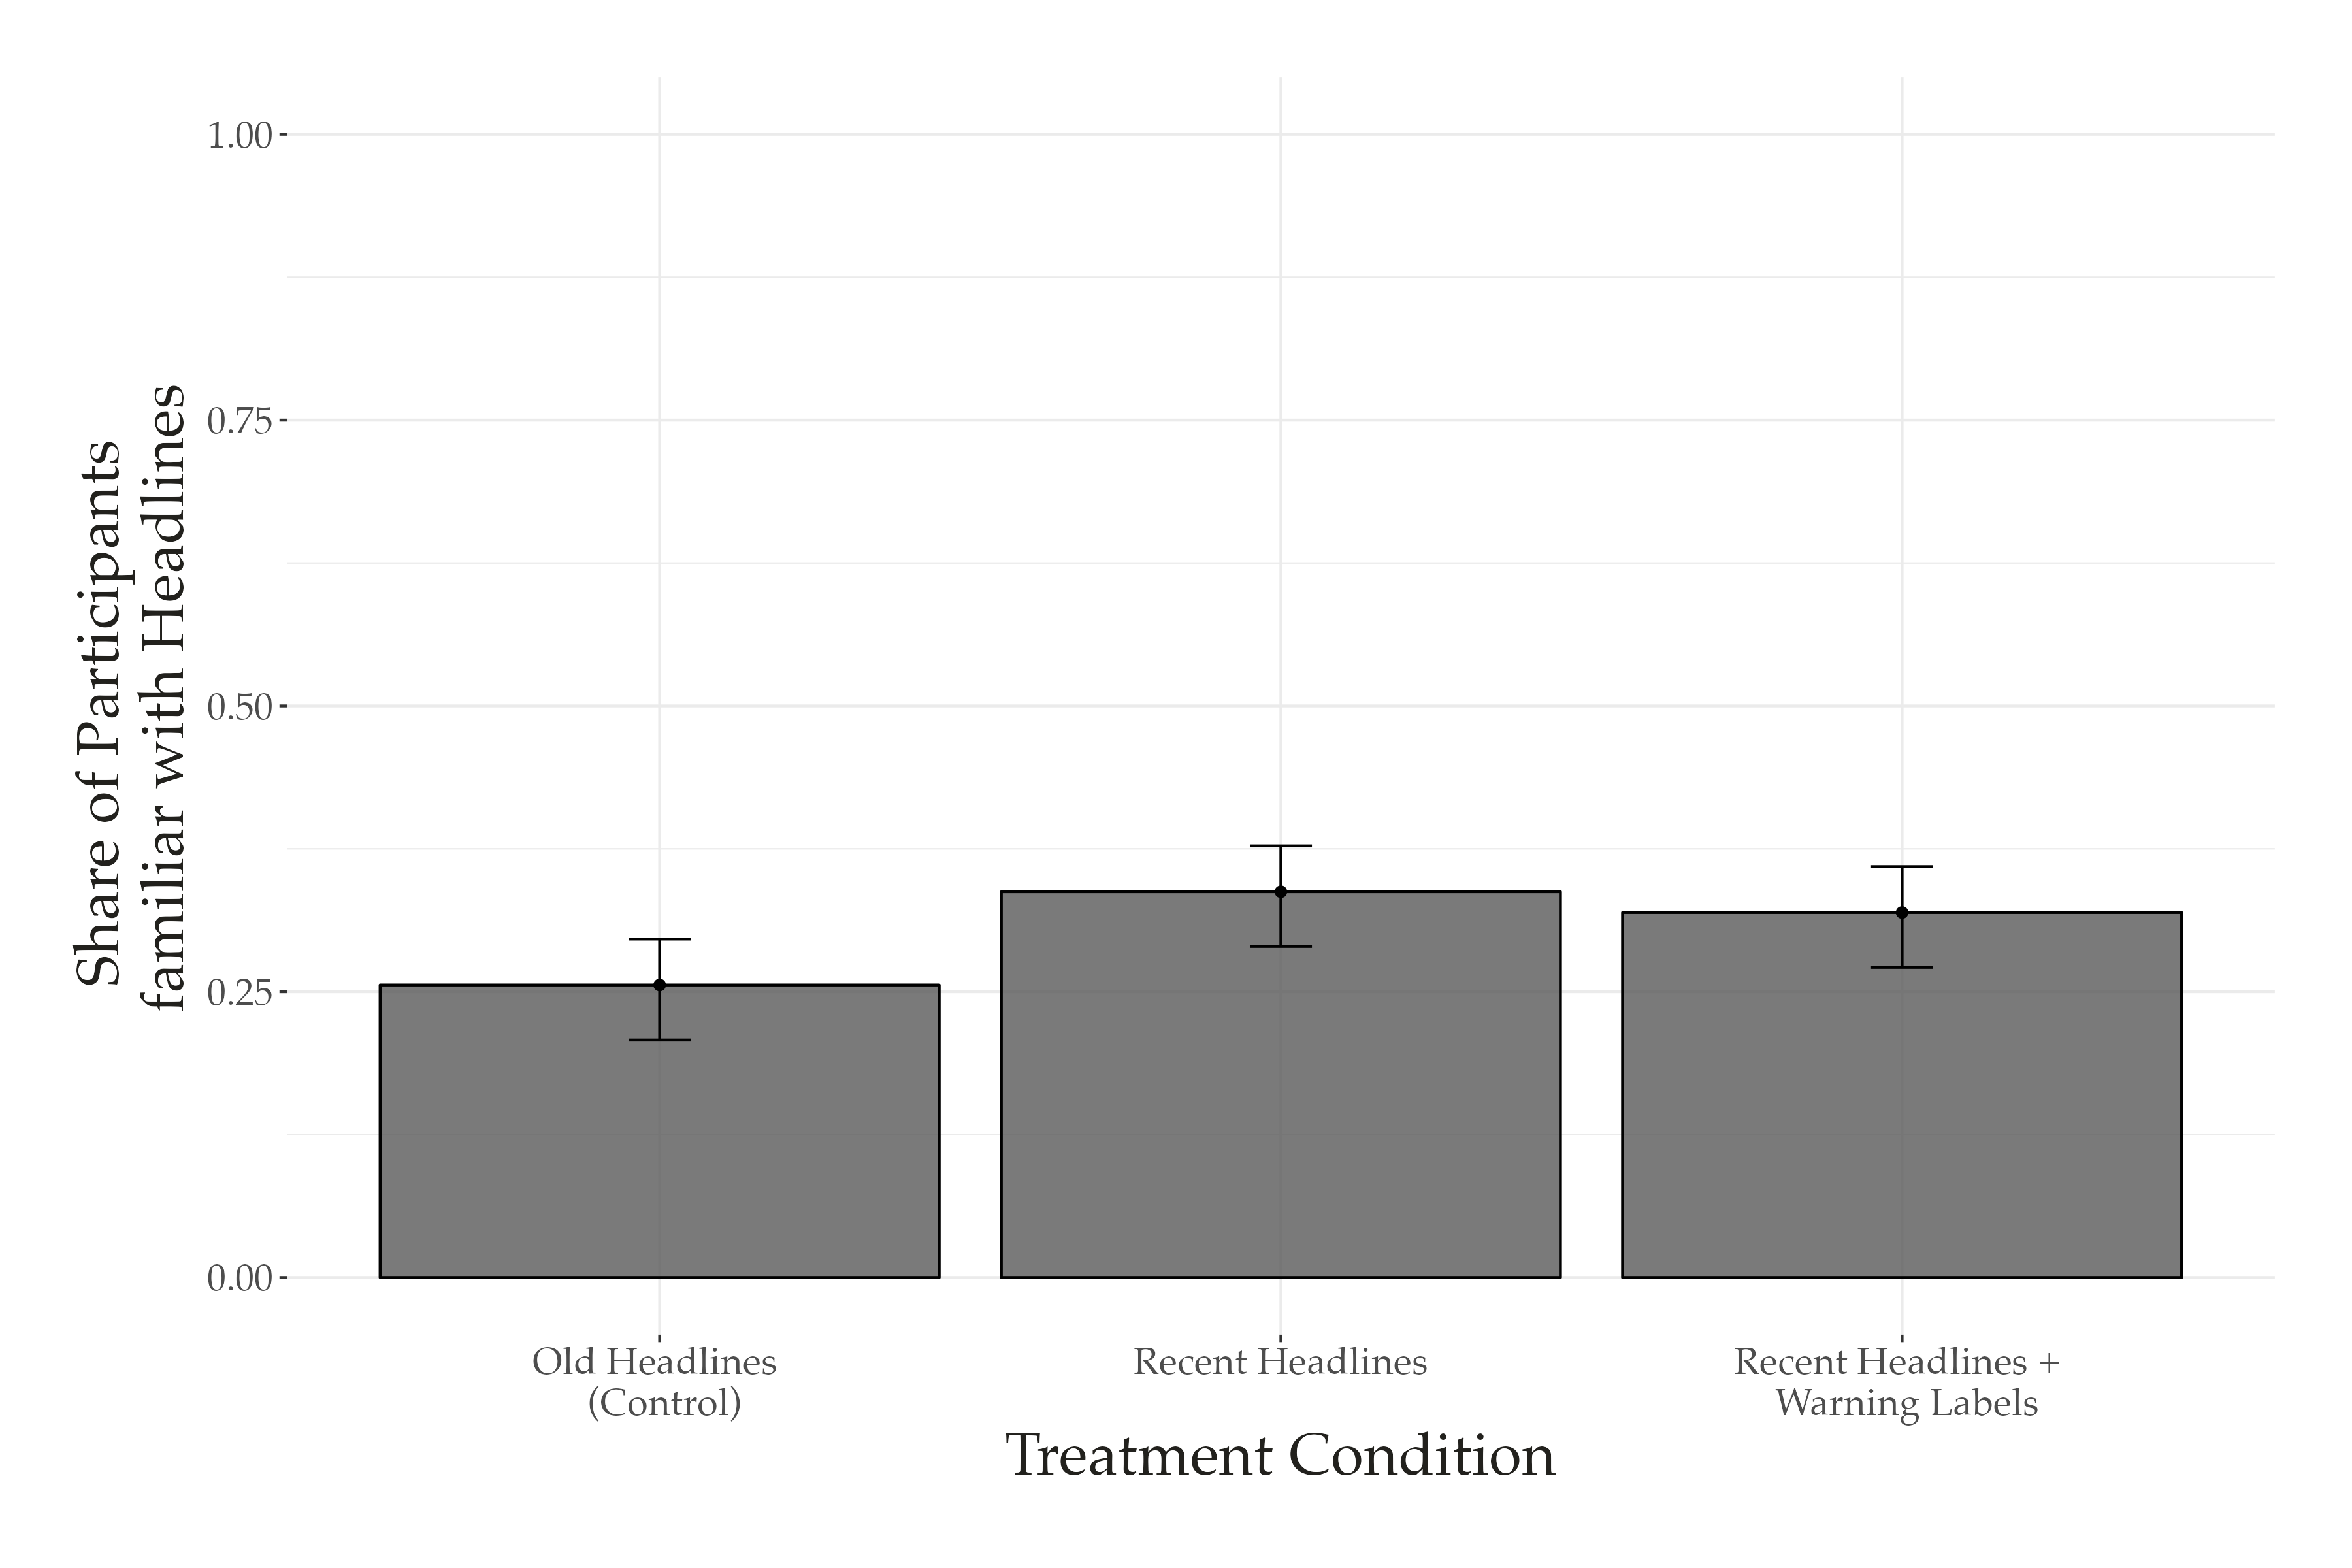 Share of Participants
familiar with Headlines
1.00
0.75
0.50
0.25
0.00
Old Headlines
(Control)
Recent Headlines
Recent Headlines +
Warning Labels
Treatment Condition